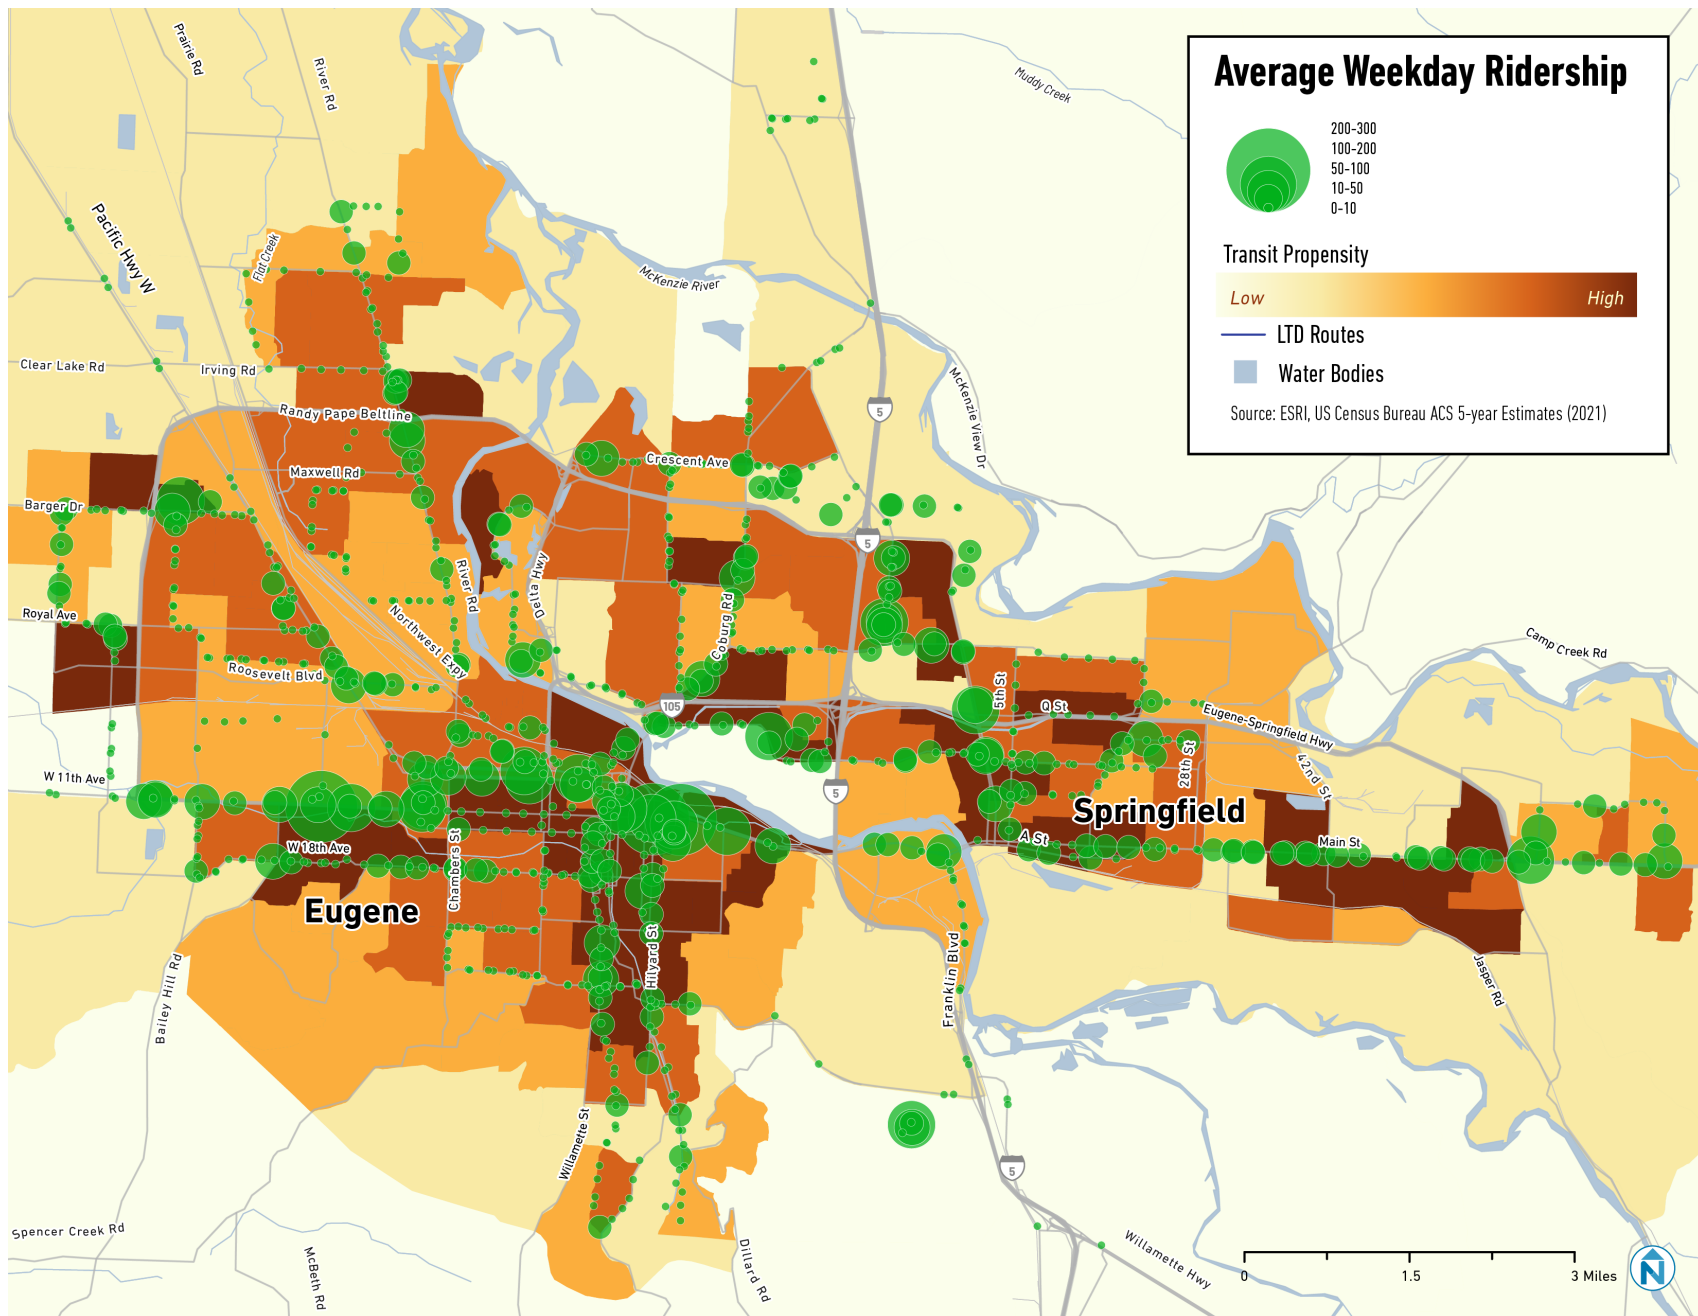 Average Weekday Ridership
200-300
100-200
50-100
10-50
0-10
Transit Propensity
Low
High
LTD Routes
Water Bodies
Source: ESRI, US Census Bureau ACS 5-year Estimates (2021)
Prairie Rd
River Rd
Muddy Creek
Pacific Hwy W
Flat Creek
McKenzie River
Clear Lake Rd
Irving Rd
Randy Pape Beltline
5
McKenzie View Dr
Maxwell Rd
Crescent Ave
Barger Dr
5
River Rd
Delta Hwy
Royal Ave
Northwest Expy
Coburg Rd
Camp Creek Rd
Roosevelt Blvd
105
5th St
Q St
Eugene-Springfield Hwy
28th St
42nd St
W 11th Ave
5
Springfield
A St
Main St
W 18th Ave
Chambers St
Eugene
Hilyard St
Franklin Blvd
Bailey Hill Rd
Jasper Rd
Willamette St
5
Spencer Creek Rd
McBeth Rd
Dillard Rd
Willamette Hwy
0
1.5
3 Miles
N